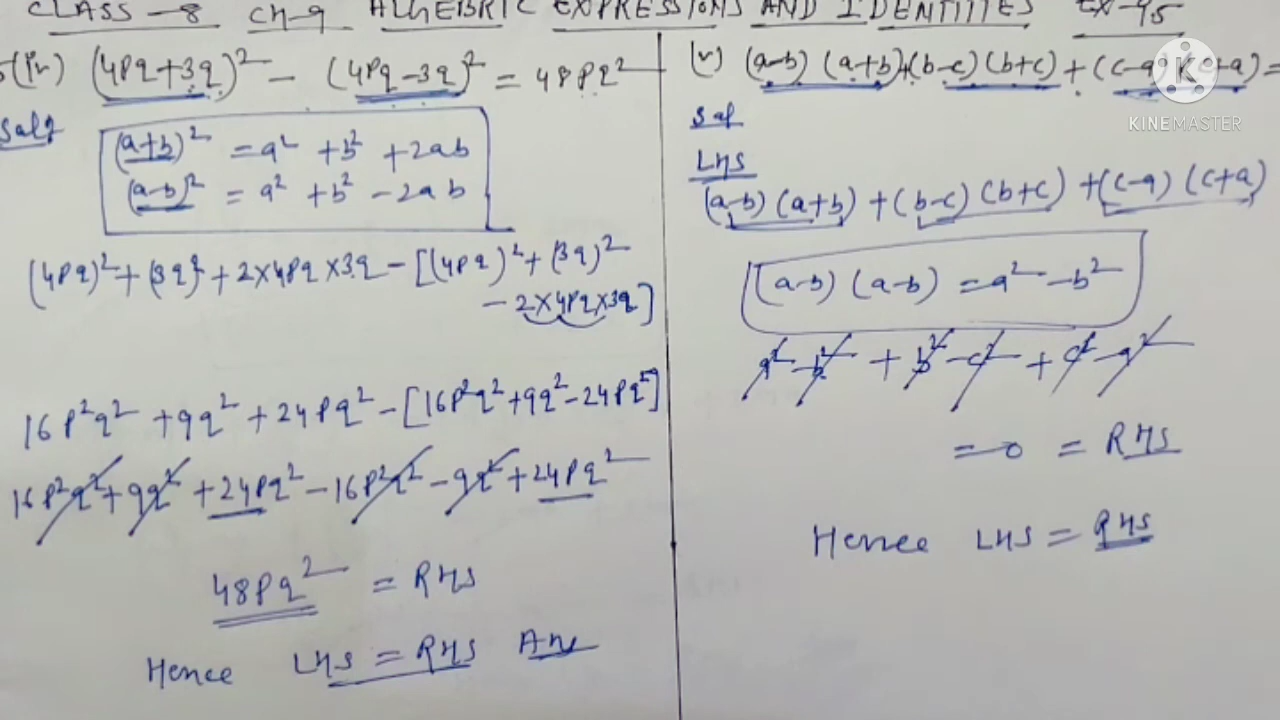 CLASS-8 CH-9 ALGEBRIC EXPRESSIONS AND IDENTITIES EX-9.5
(iv) (4pq+3q)² - (4pq-3q)² = 48pq²
Sol
(a+b)² = a² + b² + 2ab
(a-b)² = a² + b² - 2ab
(4pq)² + (3q)² + 2×4pq×3q - [(4pq)² + (3q)²
- 2×4pq×3q]
16p²q² + 9q² + 24pq² - [16p²q² + 9q² - 24pq²]
16p²q² + 9q² + 24pq² - 16p²q² - 9q² + 24pq²
48pq² = RHS
Hence LHS = RHS Ans
(v) (a-b) (a+b) + (b-c) (b+c) + (c-a) (c+a) =
KINEMASTER
Sol
LHS
(a-b) (a+b) + (b-c) (b+c) + (c-a) (c+a)
(a-b) (a-b) = a² - b²
a² - b² + b² - c² + c² - a²
= 0 = RHS
Hence LHS = RHS